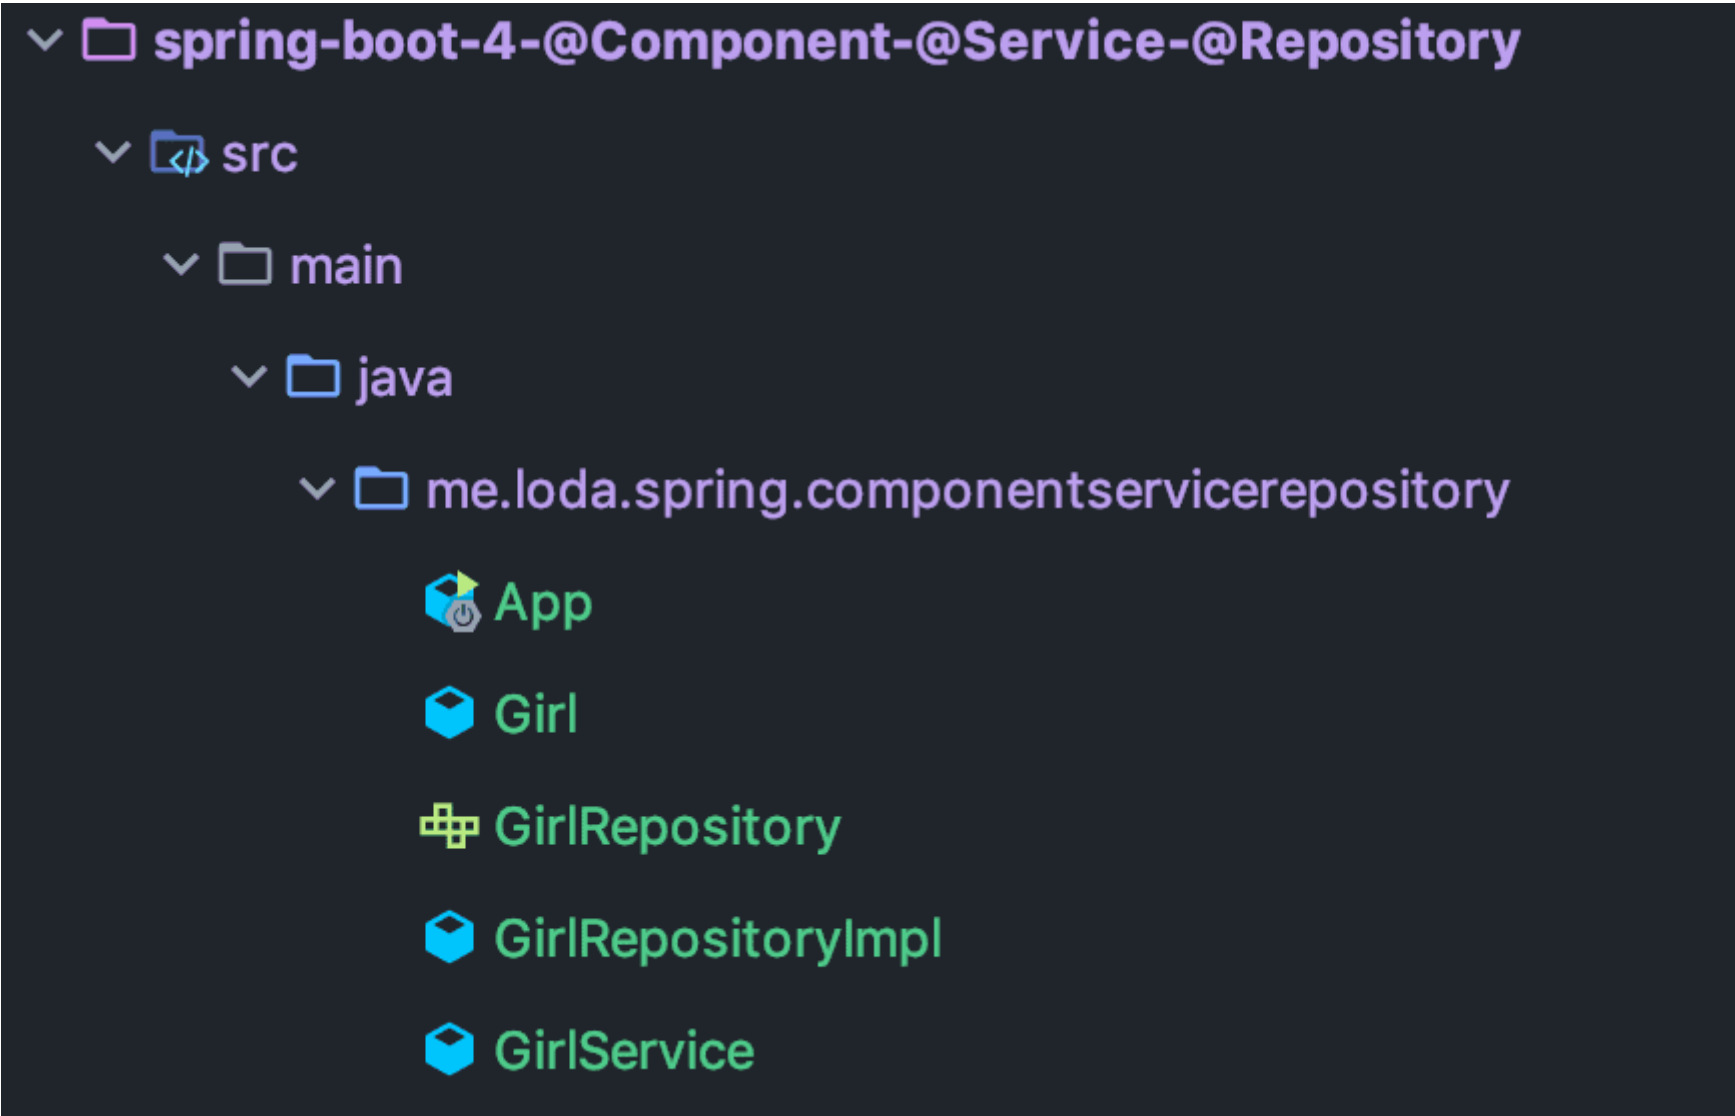 spring-boot-4-@Component-@Service-@Repository
src
main
java
me.loda.spring.componentservicerepository
App
Girl
GirlRepository
GirlRepositoryImpl
GirlService